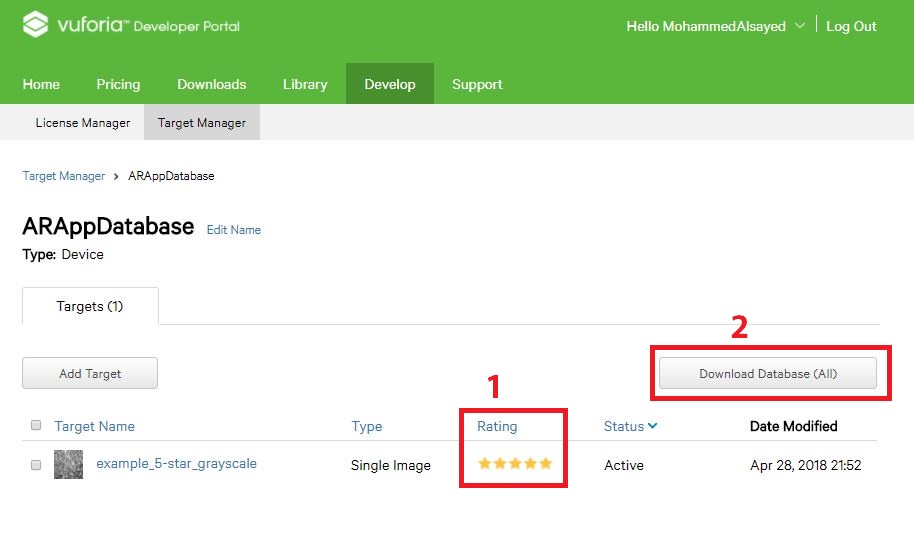 vuforia™ Developer Portal
Hello MohammedAlsayed Log Out
Home Pricing Downloads Library Develop Support
License Manager Target Manager
Target Manager › ARAppDatabase
ARAppDatabase Edit Name
Type: Device
Targets (1)
2
Add Target Download Database (All)
1
Target Name Type Rating Status Date Modified
example_5-star_grayscale Single Image Active Apr 28, 2018 21:52